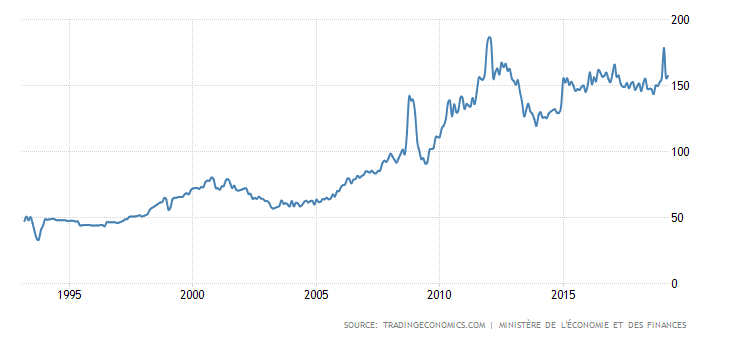 200
150
100
50
0
1995 2000 2005 2010 2015
SOURCE: TRADINGECONOMICS.COM | MINISTÈRE DE L'ÉCONOMIE ET DES FINANCES